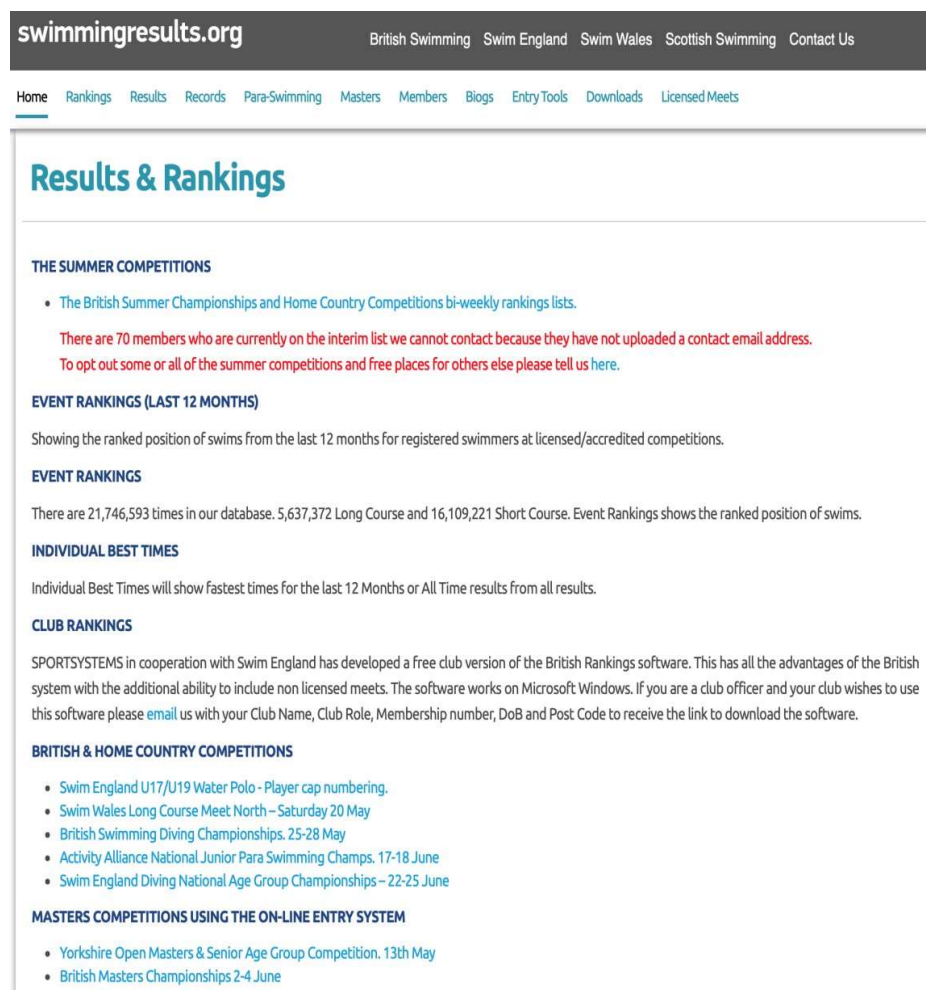 swimmingresults.org
British Swimming Swim England Swim Wales Scottish Swimming Contact Us
Home Rankings Results Records Para-Swimming Masters Members Biogs Entry Tools Downloads Licensed Meets
Results & Rankings
THE SUMMER COMPETITIONS
• The British Summer Championships and Home Country Competitions bi-weekly rankings lists.
There are 70 members who are currently on the interim list we cannot contact because they have not uploaded a contact email address.
To opt out some or all of the summer competitions and free places for others else please tell us here.
EVENT RANKINGS (LAST 12 MONTHS)
Showing the ranked position of swims from the last 12 months for registered swimmers at licensed/accredited competitions.
EVENT RANKINGS
There are 21,746,593 times in our database. 5,637,372 Long Course and 16,109,221 Short Course. Event Rankings shows the ranked position of swims.
INDIVIDUAL BEST TIMES
Individual Best Times will show fastest times for the last 12 Months or All Time results from all results.
CLUB RANKINGS
SPORTSYSTEMS in cooperation with Swim England has developed a free club version of the British Rankings software. This has all the advantages of the British
system with the additional ability to include non licensed meets. The software works on Microsoft Windows. If you are a club officer and your club wishes to use
this software please email us with your Club Name, Club Role, Membership number, DoB and Post Code to receive the link to download the software.
BRITISH & HOME COUNTRY COMPETITIONS
• Swim England U17/U19 Water Polo - Player cap numbering.
• Swim Wales Long Course Meet North – Saturday 20 May
• British Swimming Diving Championships. 25-28 May
• Activity Alliance National Junior Para Swimming Champs. 17-18 June
• Swim England Diving National Age Group Championships – 22-25 June
MASTERS COMPETITIONS USING THE ON-LINE ENTRY SYSTEM
• Yorkshire Open Masters & Senior Age Group Competition. 13th May
• British Masters Championships 2-4 June